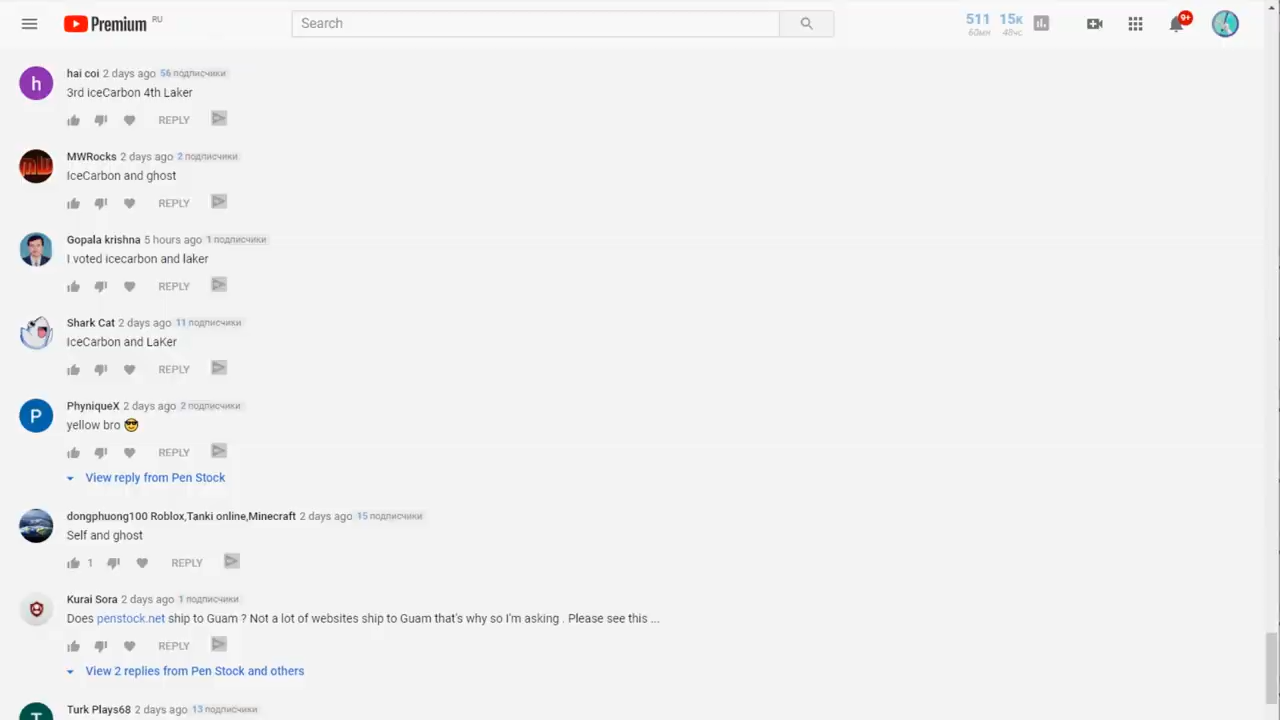 Premium RU
Search
511 15к
60мн 48чс
9+
h
hai coi 2 days ago 56 подписчики
3rd iceCarbon 4th Laker
REPLY
MWRocks 2 days ago 2 подписчики
IceCarbon and ghost
REPLY
Gopala krishna 5 hours ago 1 подписчики
I voted icecarbon and laker
REPLY
Shark Cat 2 days ago 11 подписчики
IceCarbon and LaKer
REPLY
P
PhyniqueX 2 days ago 2 подписчики
yellow bro 😎
REPLY
View reply from Pen Stock
dongphuong100 Roblox,Tanki online,Minecraft 2 days ago 15 подписчики
Self and ghost
1 REPLY
Kurai Sora 2 days ago 1 подписчики
Does penstock.net ship to Guam ? Not a lot of websites ship to Guam that's why so I'm asking . Please see this ...
REPLY
View 2 replies from Pen Stock and others
T
Turk Plays68 2 days ago 13 подписчики